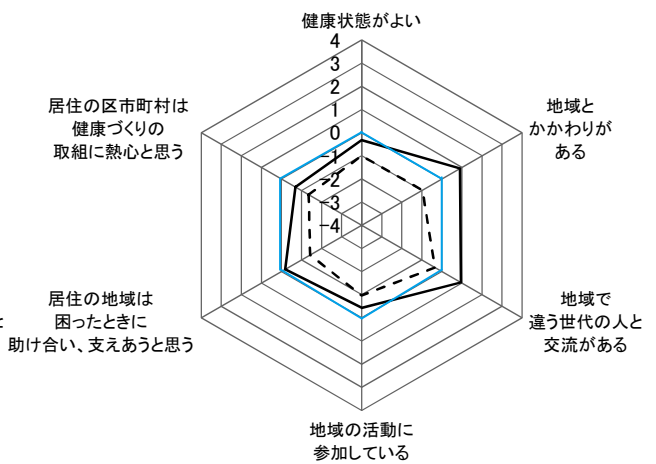 健康状態がよい
4
3
2
1
0
-1
-2
-3
-4
地域と
かかわりが
ある
地域で
違う世代の人と
交流がある
地域の活動に
参加している
居住の地域は
困ったときに
助け合い、支えあうと思う
居住の区市町村は
健康づくりの
取組に熱心と思う